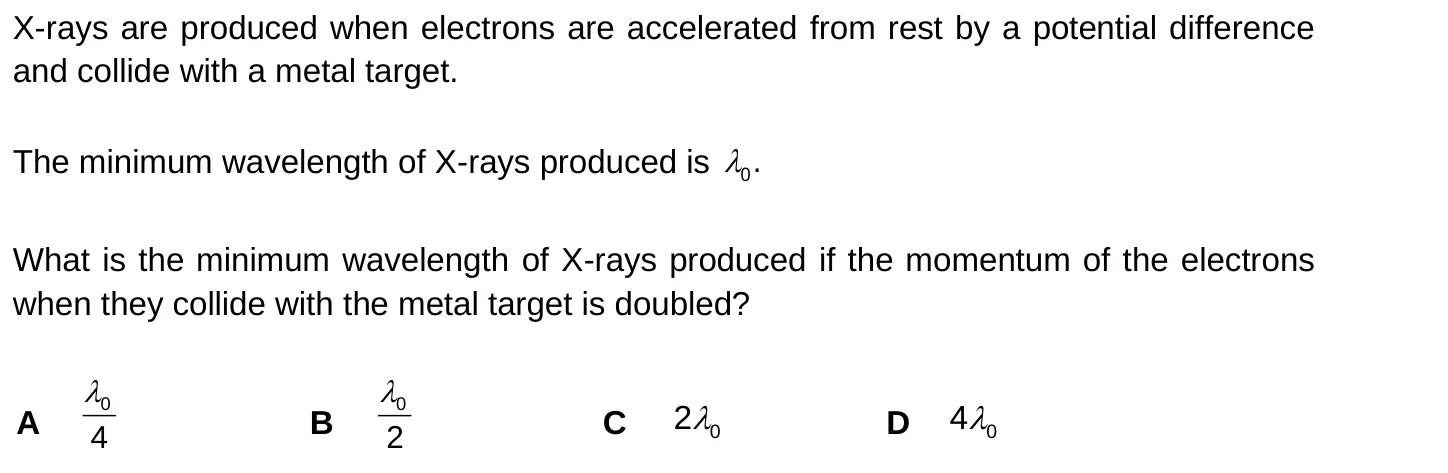 X-rays are produced when electrons are accelerated from rest by a potential difference
and collide with a metal target.
The minimum wavelength of X-rays produced is λ₀.
What is the minimum wavelength of X-rays produced if the momentum of the electrons
when they collide with the metal target is doubled?
A λ₀/4 B λ₀/2 C 2λ₀ D 4λ₀